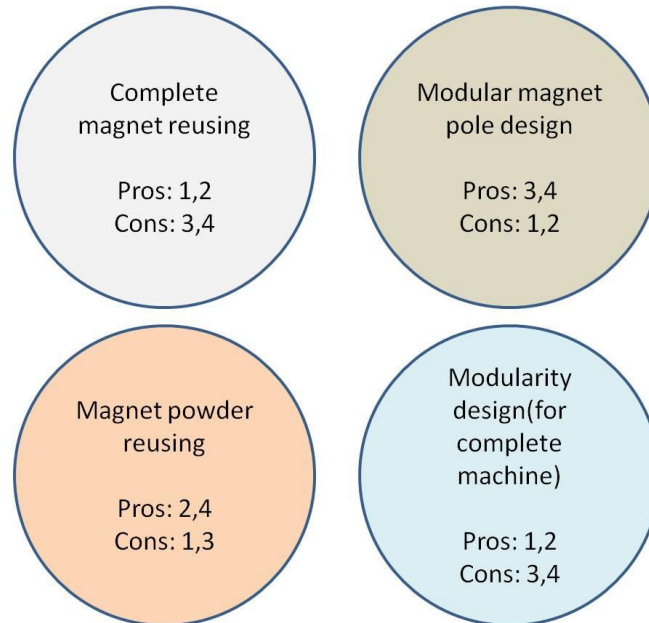 Complete
magnet reusing
Pros: 1,2
Cons: 3,4
Modular magnet
pole design
Pros: 3,4
Cons: 1,2
Magnet powder
reusing
Pros: 2,4
Cons: 1,3
Modularity
design(for
complete
machine)
Pros: 1,2
Cons: 3,4